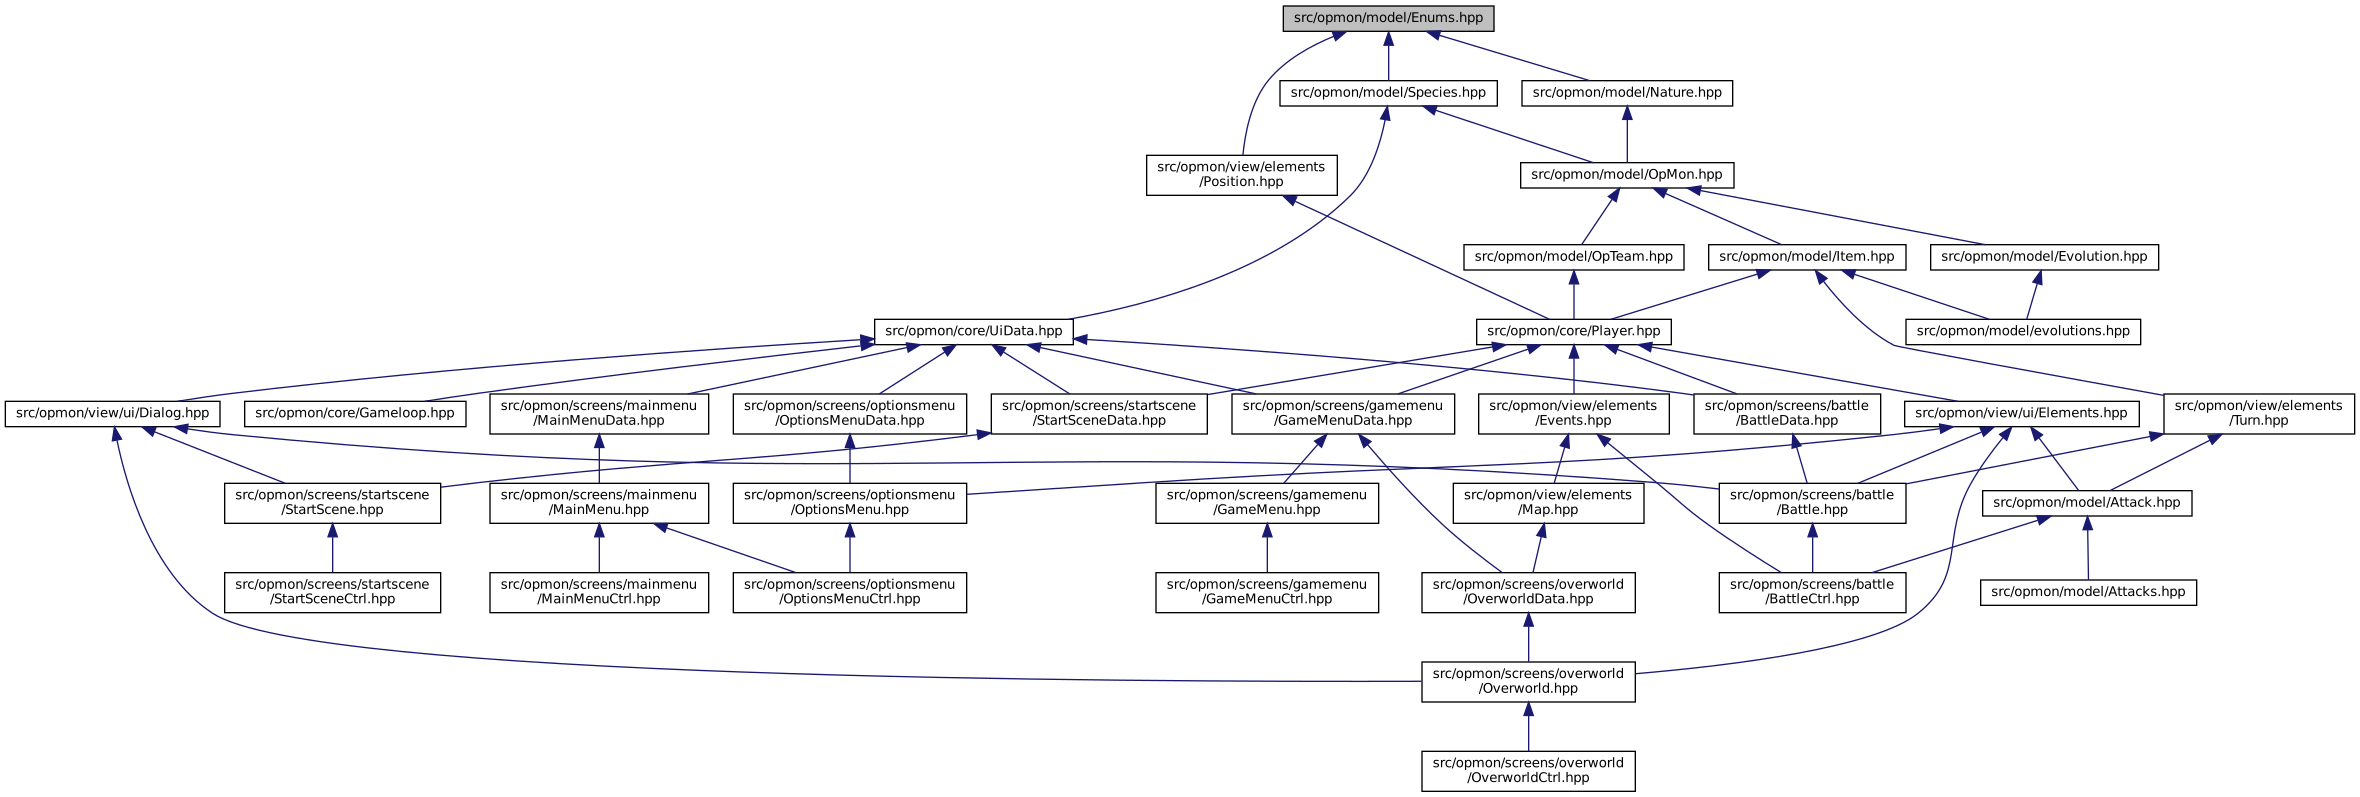 src/opmon/model/Enums.hpp
src/opmon/model/Species.hpp
src/opmon/model/Nature.hpp
src/opmon/view/elements
/Position.hpp
src/opmon/model/OpMon.hpp
src/opmon/model/OpTeam.hpp
src/opmon/model/Item.hpp
src/opmon/model/Evolution.hpp
src/opmon/core/UiData.hpp
src/opmon/core/Player.hpp
src/opmon/model/evolutions.hpp
src/opmon/view/ui/Dialog.hpp
src/opmon/core/Gameloop.hpp
src/opmon/screens/mainmenu
/MainMenuData.hpp
src/opmon/screens/optionsmenu
/OptionsMenuData.hpp
src/opmon/screens/startscene
/StartSceneData.hpp
src/opmon/screens/gamemenu
/GameMenuData.hpp
src/opmon/view/elements
/Events.hpp
src/opmon/screens/battle
/BattleData.hpp
src/opmon/view/ui/Elements.hpp
src/opmon/view/elements
/Turn.hpp
src/opmon/screens/startscene
/StartScene.hpp
src/opmon/screens/mainmenu
/MainMenu.hpp
src/opmon/screens/optionsmenu
/OptionsMenu.hpp
src/opmon/screens/gamemenu
/GameMenu.hpp
src/opmon/view/elements
/Map.hpp
src/opmon/screens/battle
/Battle.hpp
src/opmon/model/Attack.hpp
src/opmon/screens/startscene
/StartSceneCtrl.hpp
src/opmon/screens/mainmenu
/MainMenuCtrl.hpp
src/opmon/screens/optionsmenu
/OptionsMenuCtrl.hpp
src/opmon/screens/gamemenu
/GameMenuCtrl.hpp
src/opmon/screens/overworld
/OverworldData.hpp
src/opmon/screens/battle
/BattleCtrl.hpp
src/opmon/model/Attacks.hpp
src/opmon/screens/overworld
/Overworld.hpp
src/opmon/screens/overworld
/OverworldCtrl.hpp